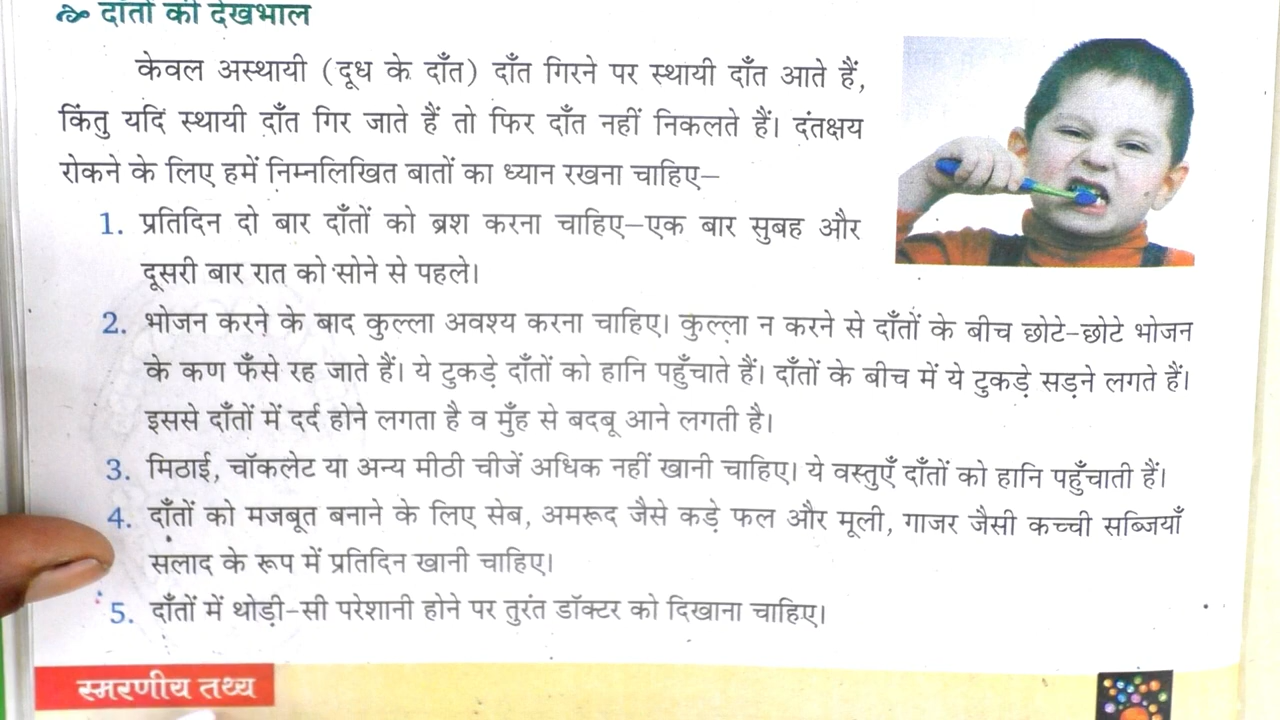 दाँतों की देखभाल
केवल अस्थायी (दूध के दाँत) दाँत गिरने पर स्थायी दाँत आते हैं,
किंतु यदि स्थायी दाँत गिर जाते हैं तो फिर दाँत नहीं निकलते हैं। दंतक्षय
रोकने के लिए हमें निम्नलिखित बातों का ध्यान रखना चाहिए–
1. प्रतिदिन दो बार दाँतों को ब्रश करना चाहिए–एक बार सुबह और
दूसरी बार रात को सोने से पहले।
2. भोजन करने के बाद कुल्ला अवश्य करना चाहिए। कुल्ला न करने से दाँतों के बीच छोटे-छोटे भोजन
के कण फँसे रह जाते हैं। ये टुकड़े दाँतों को हानि पहुँचाते हैं। दाँतों के बीच में ये टुकड़े सड़ने लगते हैं।
इससे दाँतों में दर्द होने लगता है व मुँह से बदबू आने लगती है।
3. मिठाई, चॉकलेट या अन्य मीठी चीजें अधिक नहीं खानी चाहिए। ये वस्तुएँ दाँतों को हानि पहुँचाती हैं।
4. दाँतों को मजबूत बनाने के लिए सेब, अमरूद जैसे कड़े फल और मूली, गाजर जैसी कच्ची सब्जियाँ
सलाद के रूप में प्रतिदिन खानी चाहिए।
5. दाँतों में थोड़ी-सी परेशानी होने पर तुरंत डॉक्टर को दिखाना चाहिए।
स्मरणीय तथ्य